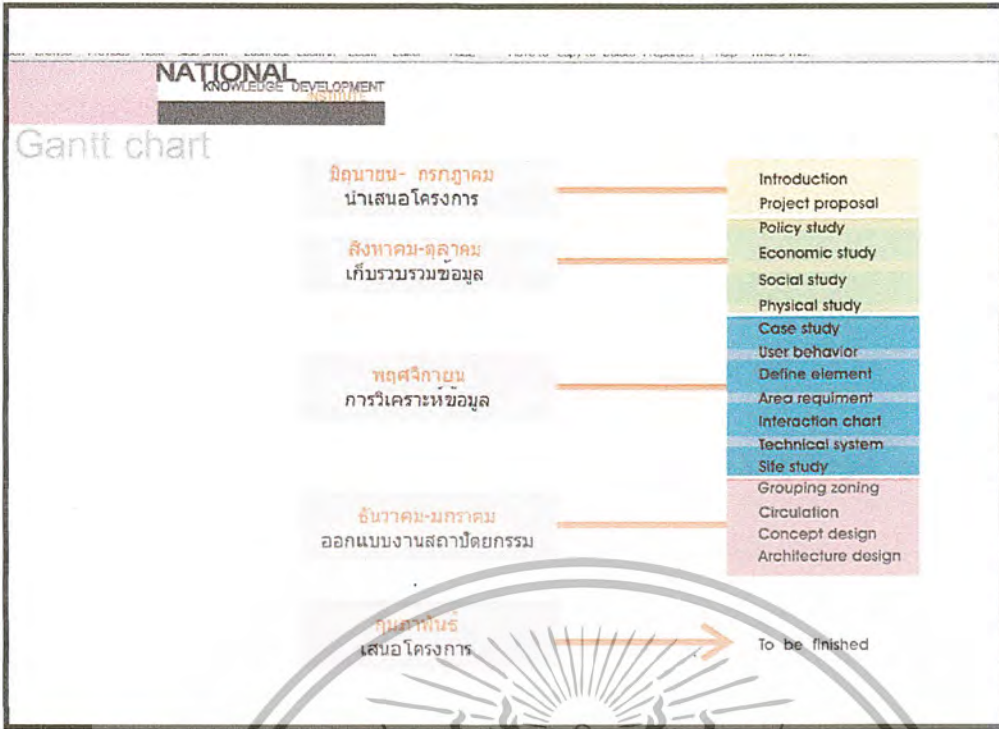 NATIONAL
KNOWLEDGE DEVELOPMENT
INSTITUTE
Gantt chart
มิถุนายน- กรกฎาคม
นำเสนอโครงการ
สิงหาคม-ตุลาคม
เก็บรวบรวมข้อมูล
พฤศจิกายน
การวิเคราะห์ข้อมูล
ธันวาคม-มกราคม
ออกแบบงานสถาปัตยกรรม
กุมภาพันธ์
เสนอโครงการ
Introduction
Project proposal
Policy study
Economic study
Social study
Physical study
Case study
User behavior
Define element
Area requiment
Interaction chart
Technical system
Site study
Grouping zoning
Circulation
Concept design
Architecture design
To be finished